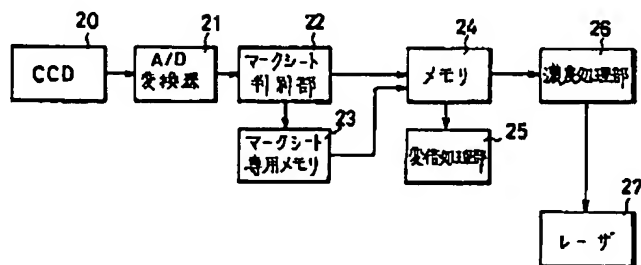 20
CCD
21
A/D
変換器
22
マークシート
判別部
23
マークシート
専用メモリ
24
メモリ
25
変倍処理部
26
濃度処理部
27
レーザ